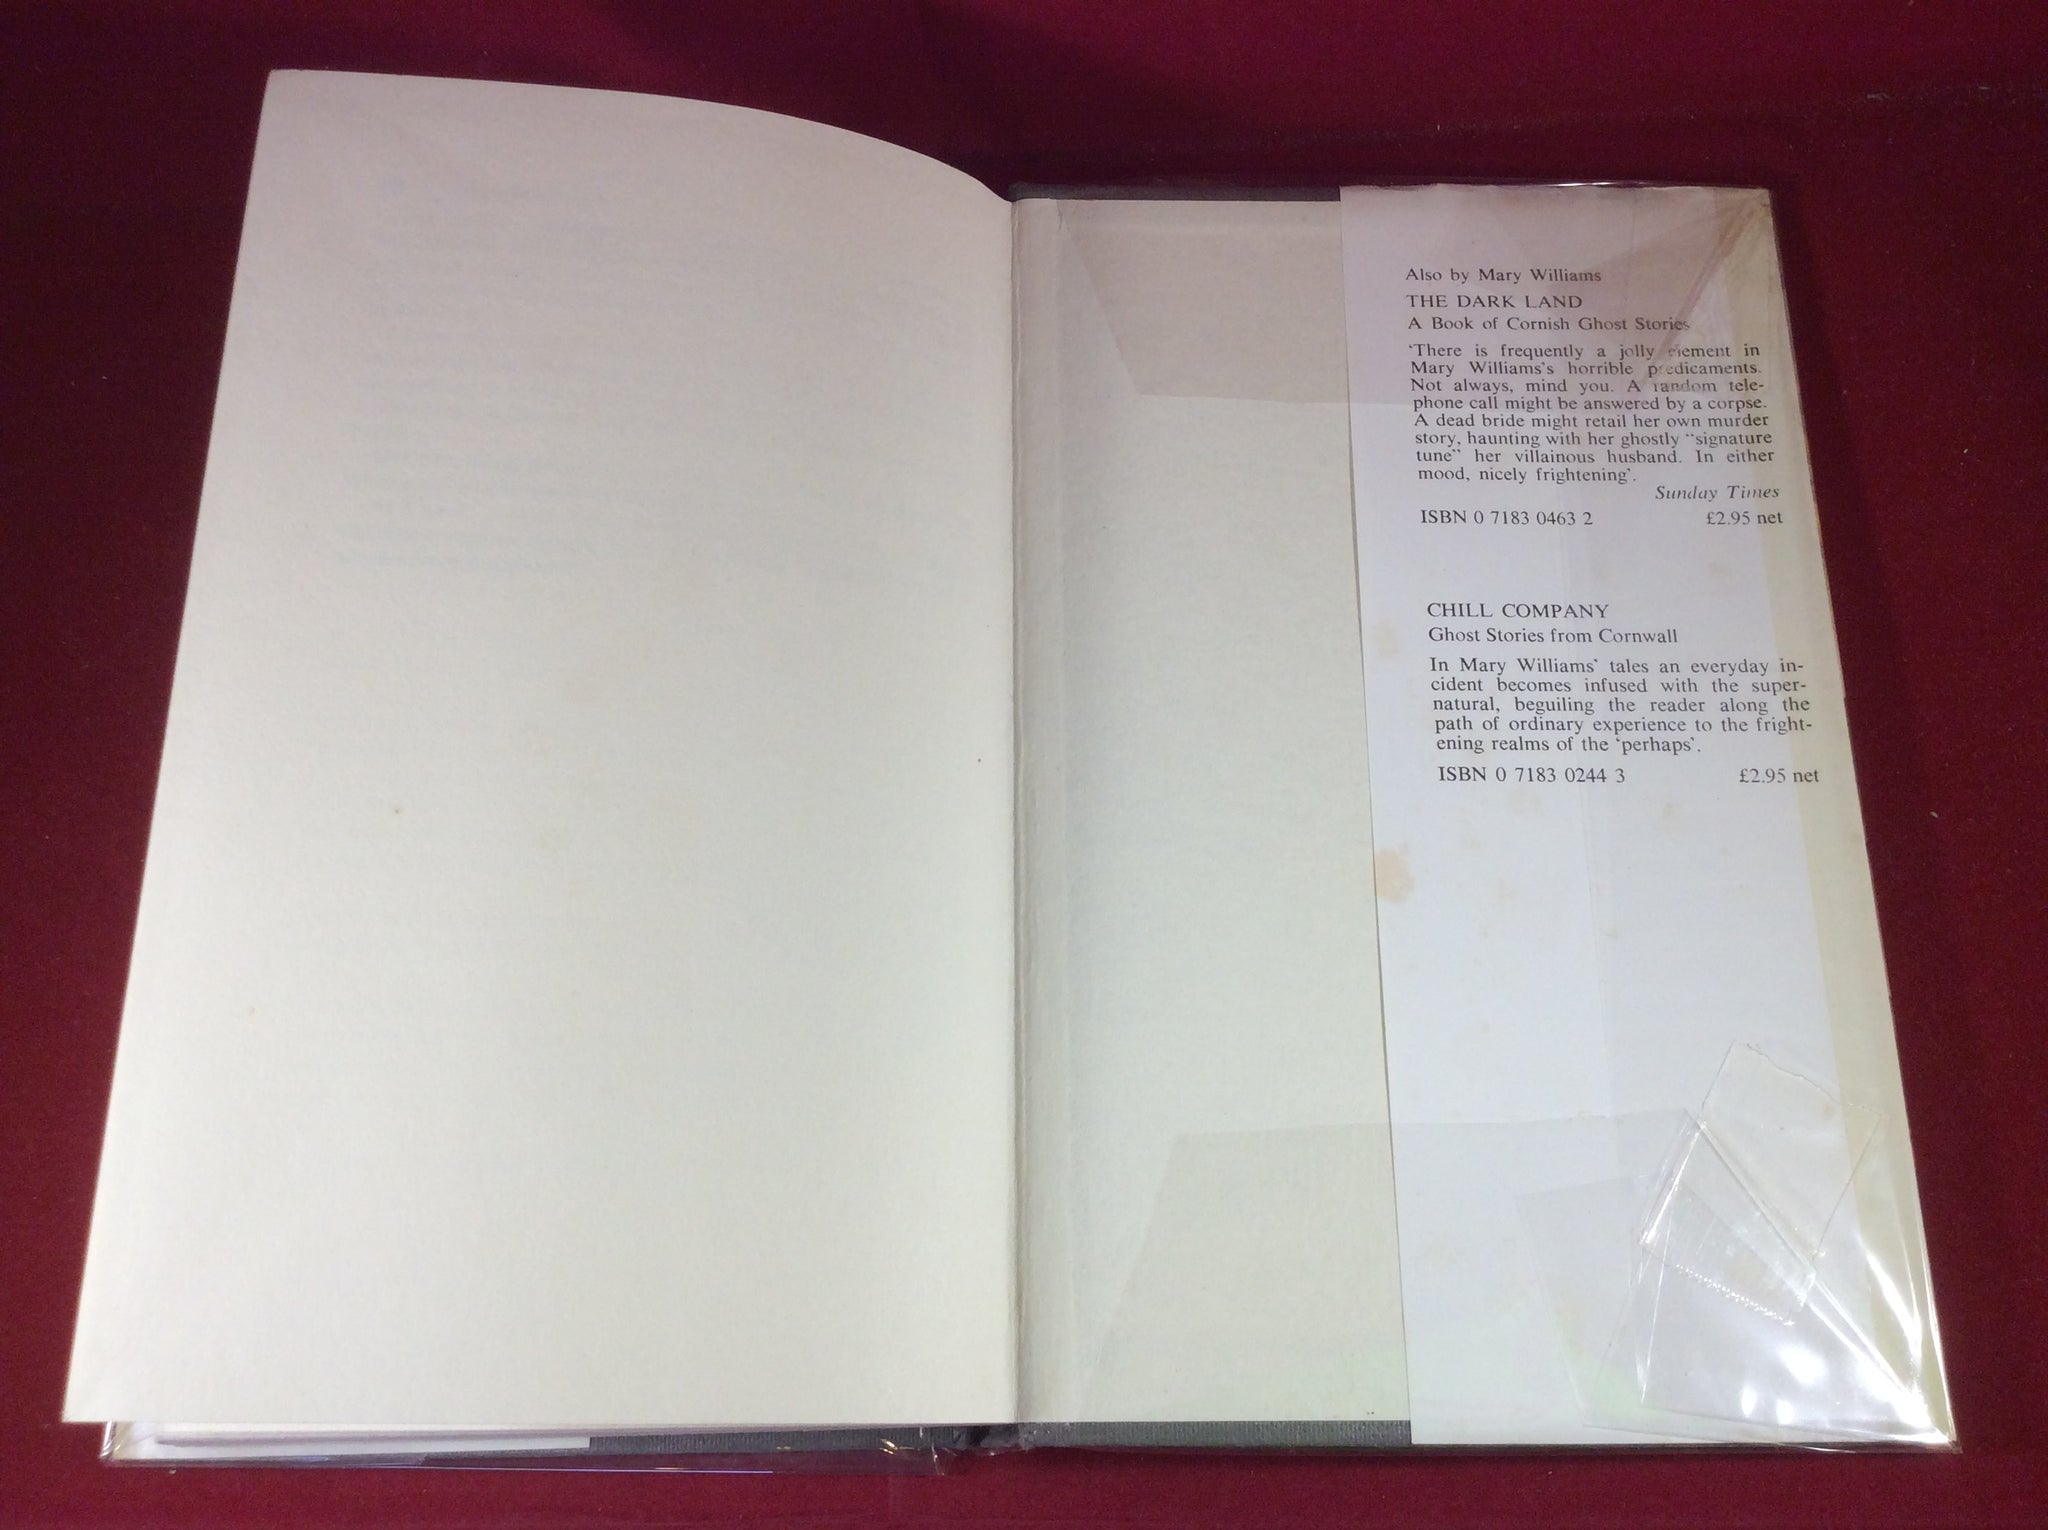 Also by Mary Williams
THE DARK LAND
A Book of Cornish Ghost Stories
‘There is frequently a jolly element in
Mary Williams's horrible predicaments.
Not always, mind you. A random tele-
phone call might be answered by a corpse.
A dead bride might retail her own murder
story, haunting with her ghostly “signature
tune” her villainous husband. In either
mood, nicely frightening’.
Sunday Times
ISBN 0 7183 0463 2 £2.95 net
CHILL COMPANY
Ghost Stories from Cornwall
In Mary Williams’ tales an everyday in-
cident becomes infused with the super-
natural, beguiling the reader along the
path of ordinary experience to the fright-
ening realms of the ‘perhaps’.
ISBN 0 7183 0244 3 £2.95 net